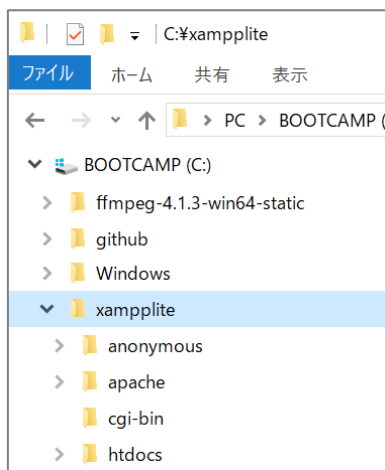 C:¥xampplite
ファイル ホーム 共有 表示
PC BOOTCAMP (
BOOTCAMP (C:)
ffmpeg-4.1.3-win64-static
github
Windows
xampplite
anonymous
apache
cgi-bin
htdocs